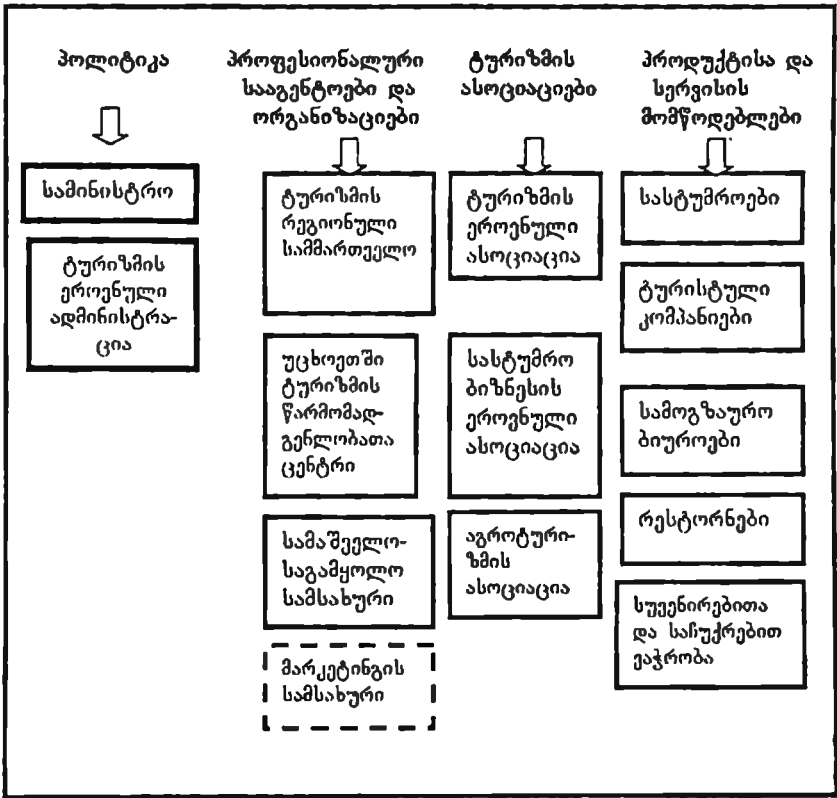 პოლიტიკა
სამინისტრო
ტურიზმის
ეროვნული
ადმინისტრა-
ცია
პროფესიონალური
სააგენტოები და
ორგანიზაციები
ტურიზმის
რეგიონული
სამმართველო
უცხოეთში
ტურიზმის
წარმომად-
გენლობათა
ცენტრი
სამაშველო-
საგამყოლო
სამსახური
მარკეტინგის
სამსახური
ტურიზმის
ასოციაციები
ტურიზმის
ეროვნული
ასოციაცია
სასტუმრო
ბიზნესის
ეროვნული
ასოციაცია
აგროტური-
ზმის
ასოციაცია
პროდუქტისა და
სერვისის
მომწოდებლები
სასტუმროები
ტურისტული
კომპანიები
სამოგზაურო
ბიუროები
რესტორნები
სუვენირებითა
და საჩუქრებით
ვაჭრობა